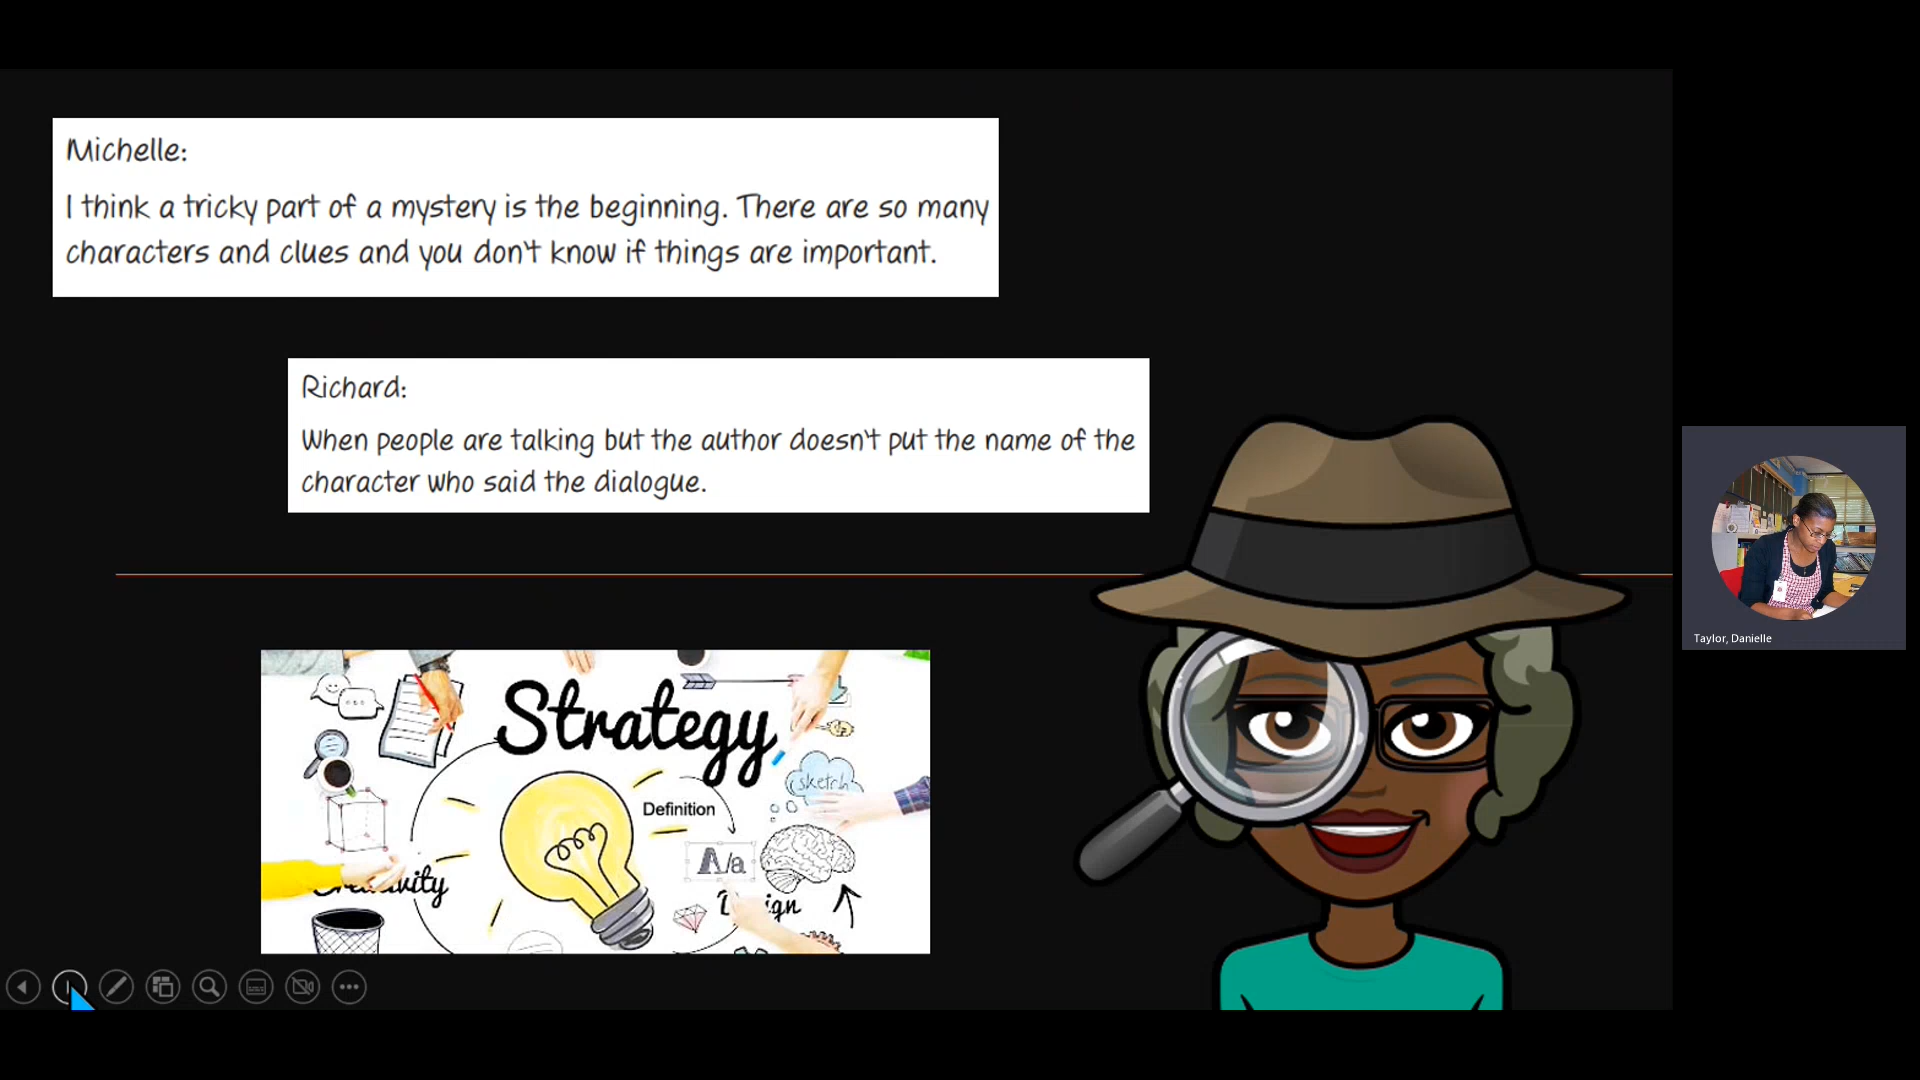 Michelle:
I think a tricky part of a mystery is the beginning. There are so many
characters and clues and you don't know if things are important.
Richard:
When people are talking but the author doesn't put the name of the
character who said the dialogue.
Taylor, Danielle
Strategy
sketch
Definition
A/a